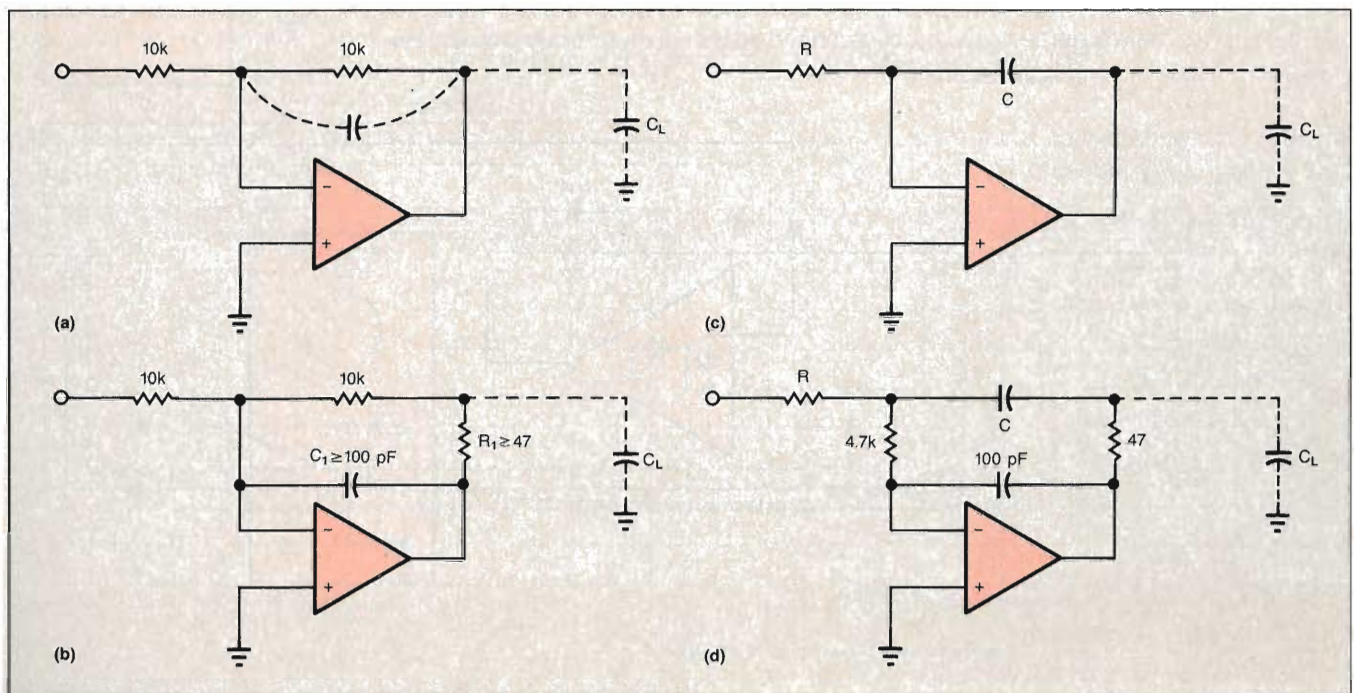 10k
10k
C_L
(a)
R
C
C_L
(c)
10k
10k
R₁ ≥ 47
C₁ ≥ 100 pF
C_L
(b)
R
C
4.7k
47
100 pF
C_L
(d)
−
+
−
+
−
+
−
+